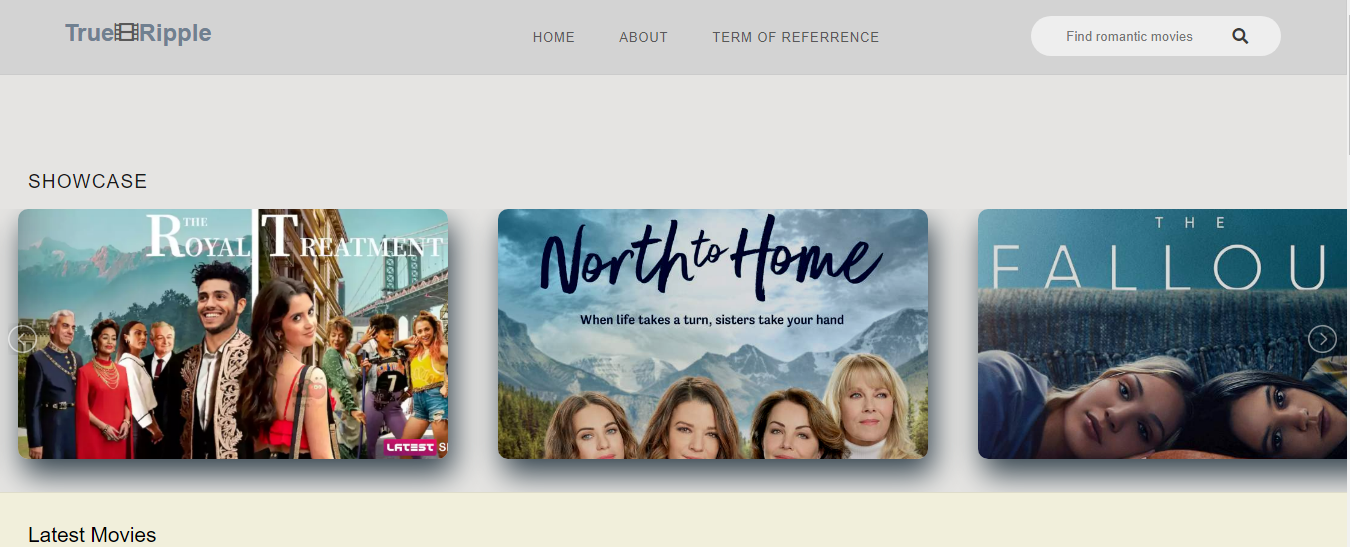 True Ripple
HOME ABOUT TERM OF REFERRENCE
Find romantic movies
SHOWCASE
THE
ROYAL TREATMENT
LATEST
North to Home
When life takes a turn, sisters take your hand
7
THE
FALLOU
Latest Movies